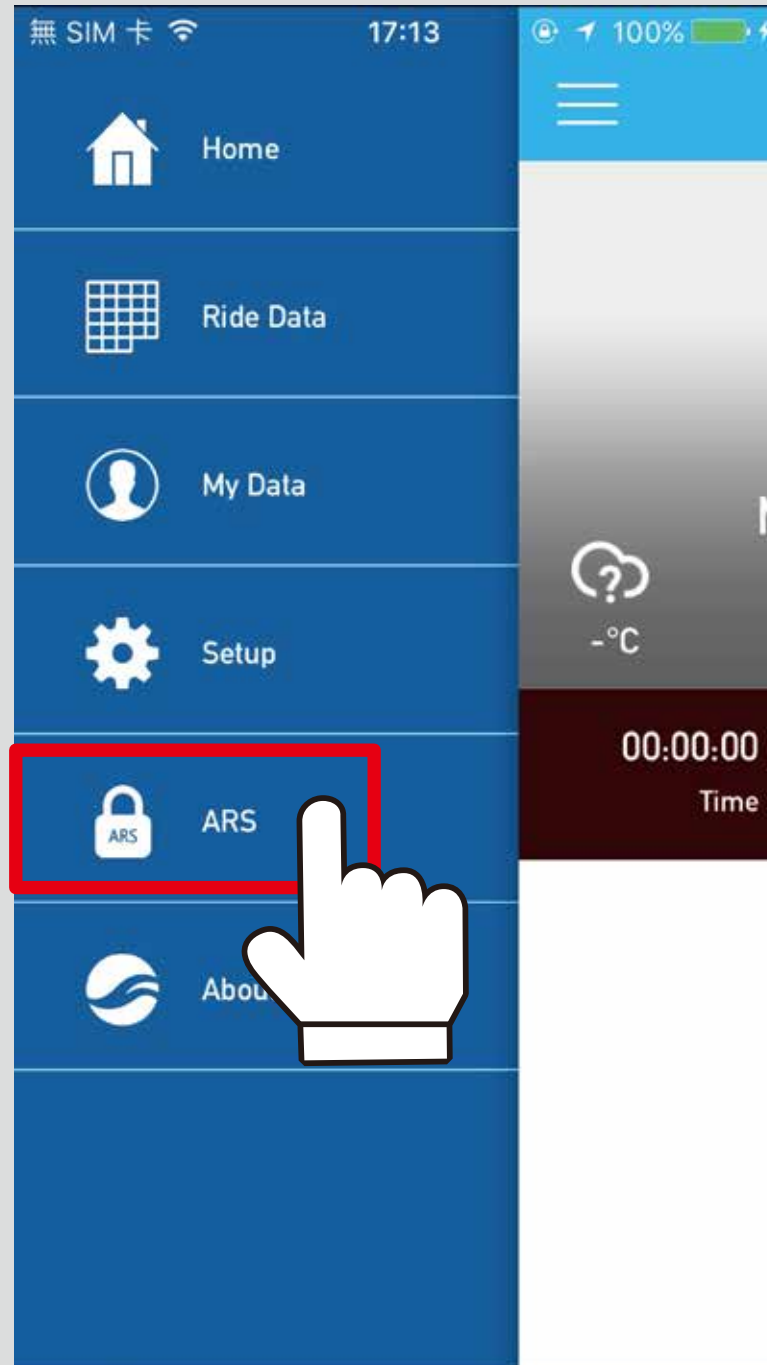 無 SIM 卡 17:13 100%
Home
Ride Data
My Data
-°C
Setup
00:00:00
Time
ARS
ARS